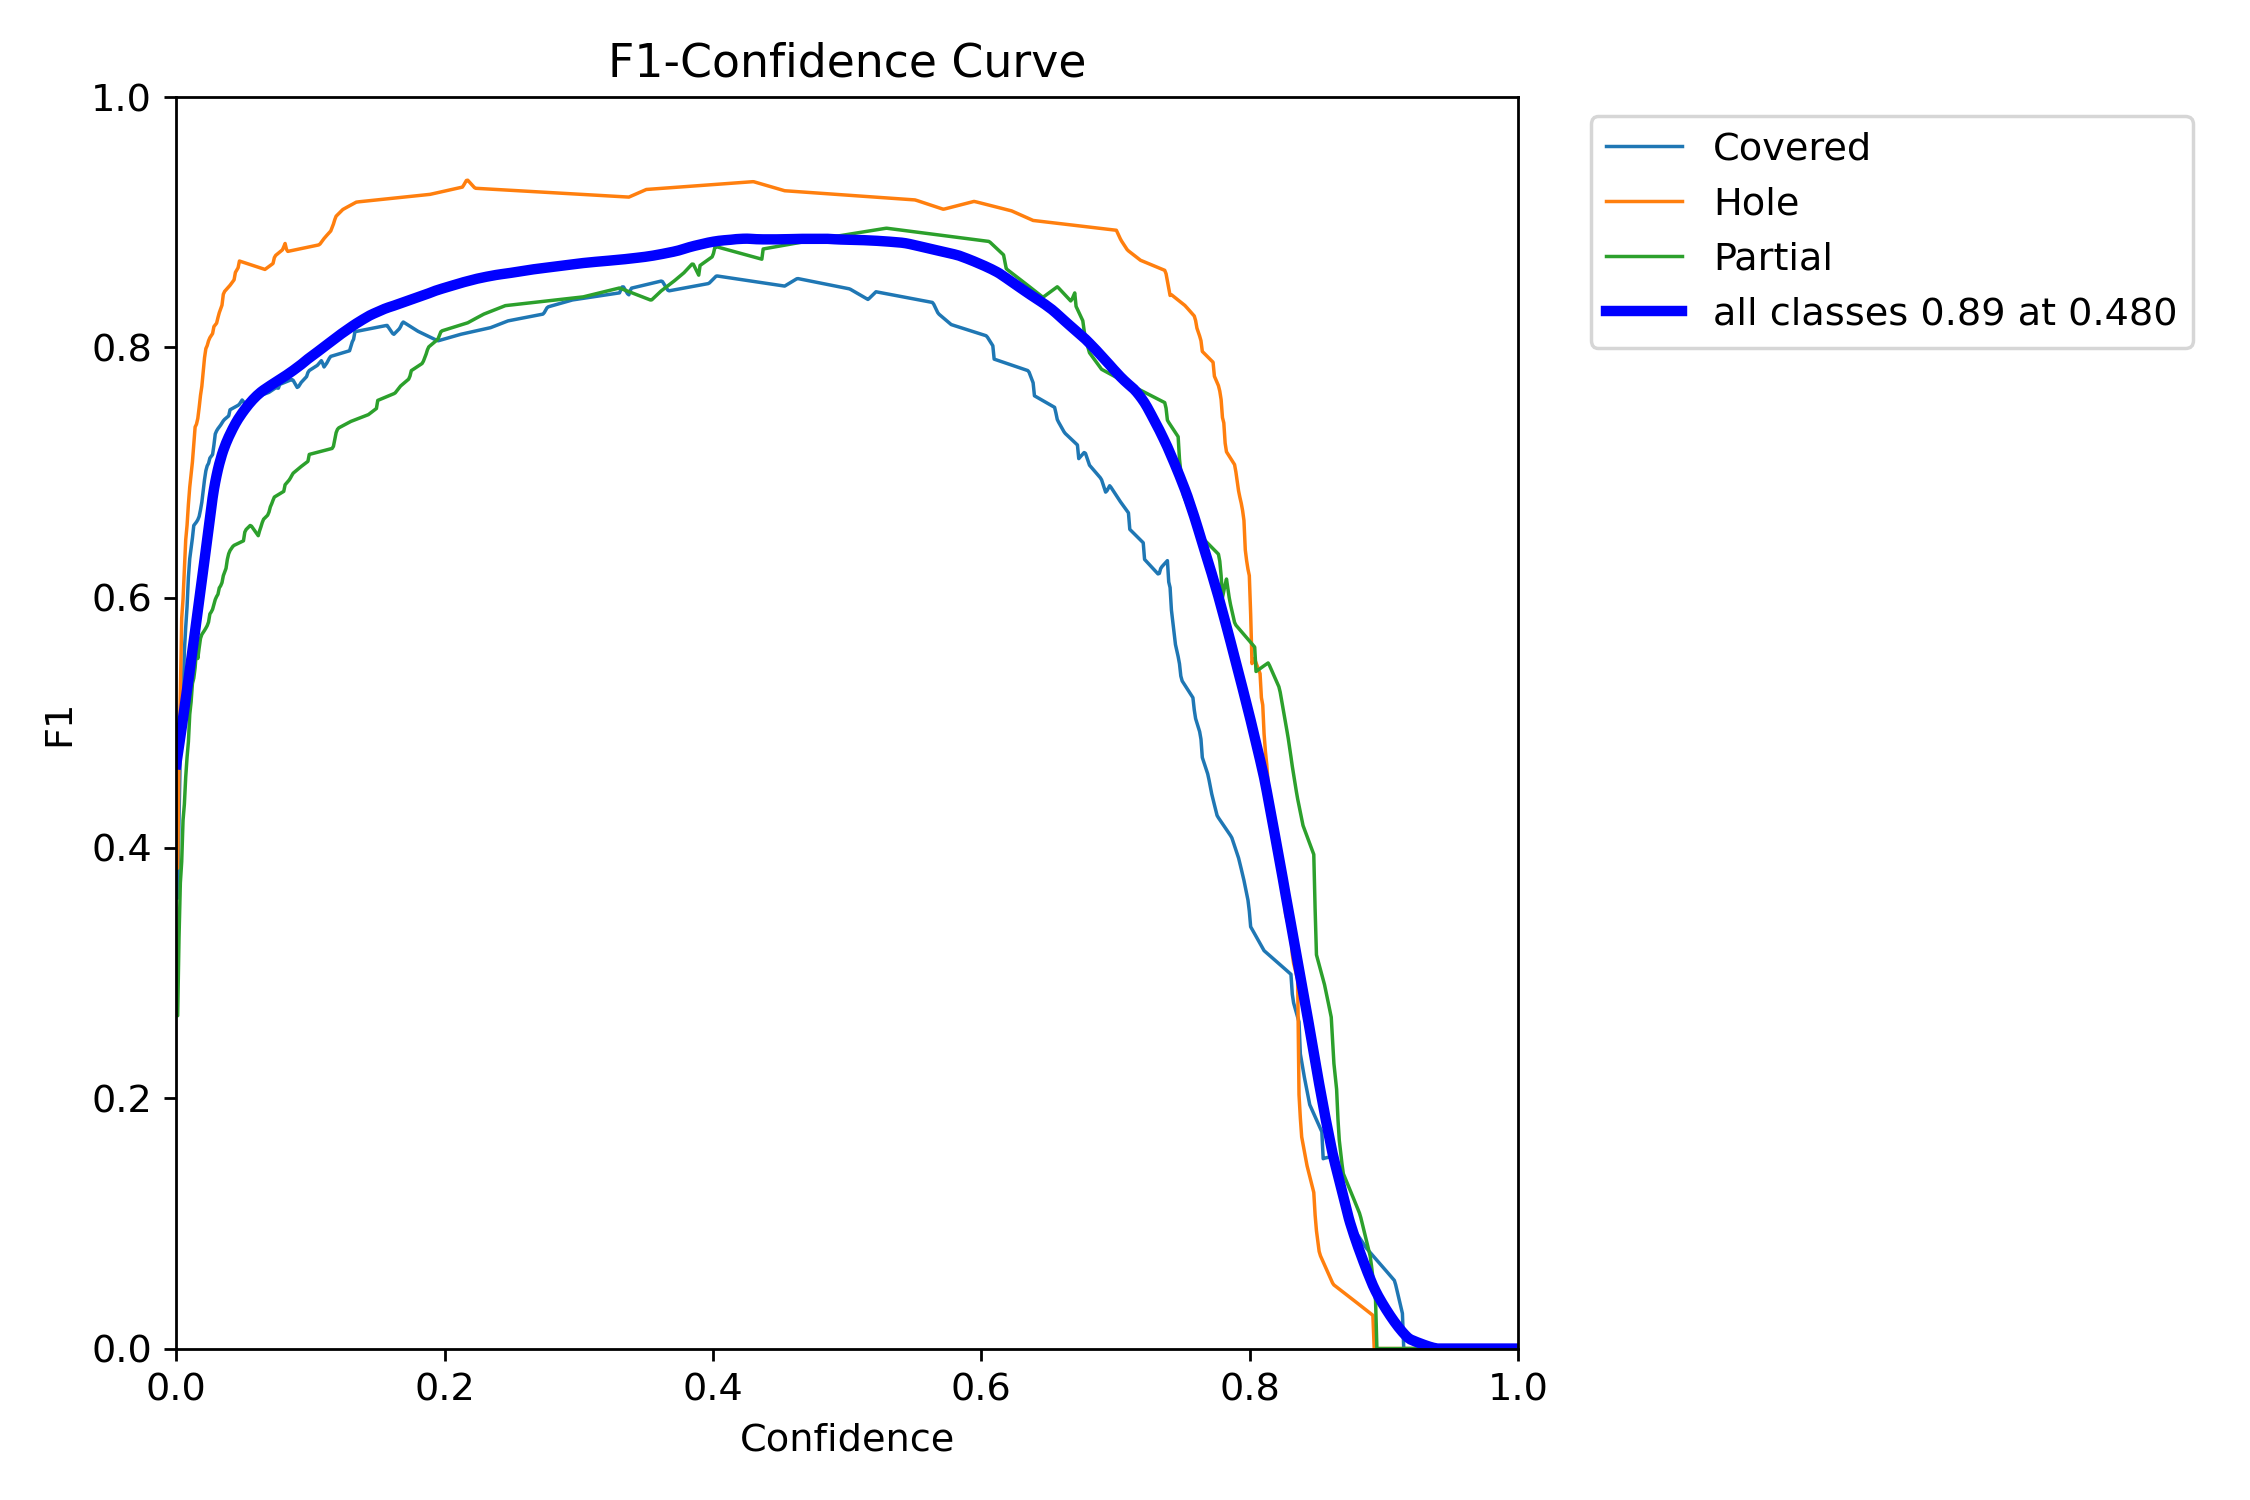 F1-Confidence Curve
1.0
0.8
0.6
0.4
0.2
0.0
F1
0.0 0.2 0.4 0.6 0.8 1.0
Confidence
Covered
Hole
Partial
all classes 0.89 at 0.480